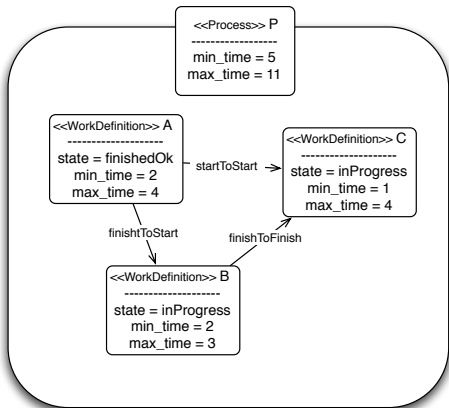 <<Process>> P
-------------------
min_time = 5
max_time = 11
<<WorkDefinition>> A
--------------------
state = finishedOk
min_time = 2
max_time = 4
startToStart
<<WorkDefinition>> C
--------------------
state = inProgress
min_time = 1
max_time = 4
finishtToStart
finishToFinish
<<WorkDefinition>> B
--------------------
state = inProgress
min_time = 2
max_time = 3